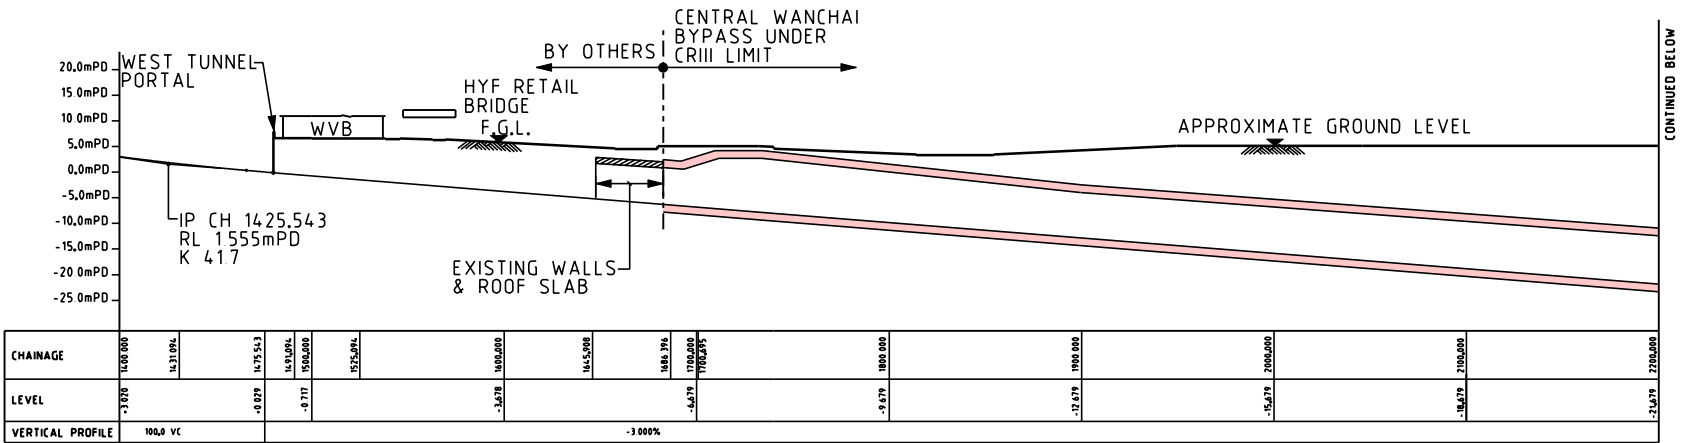 CENTRAL WANCHAI
BYPASS UNDER
CRIII LIMIT
BY OTHERS
WEST TUNNEL
PORTAL
HYF RETAIL
BRIDGE
F.G.L.
WVB
APPROXIMATE GROUND LEVEL
CONTINUED BELOW
20.0mPD
15.0mPD
10.0mPD
5.0mPD
0.0mPD
-5.0mPD
-10.0mPD
-15.0mPD
-20.0mPD
-25.0mPD
IP CH 1425.543
RL 1.555mPD
K 41.7
EXISTING WALLS
& ROOF SLAB
CHAINAGE
1400.000
1431.094
1475.543
1491.094
1500.000
1525.094
1600.000
1645.908
1686.396
1700.000
1700.695
1800.000
1900.000
2000.000
2100.000
2200.000
LEVEL
+3.020
+0.029
-0.717
-3.678
-6.679
-9.679
-12.679
-15.679
-18.679
-21.679
VERTICAL PROFILE
100.0 VC
-3.000%